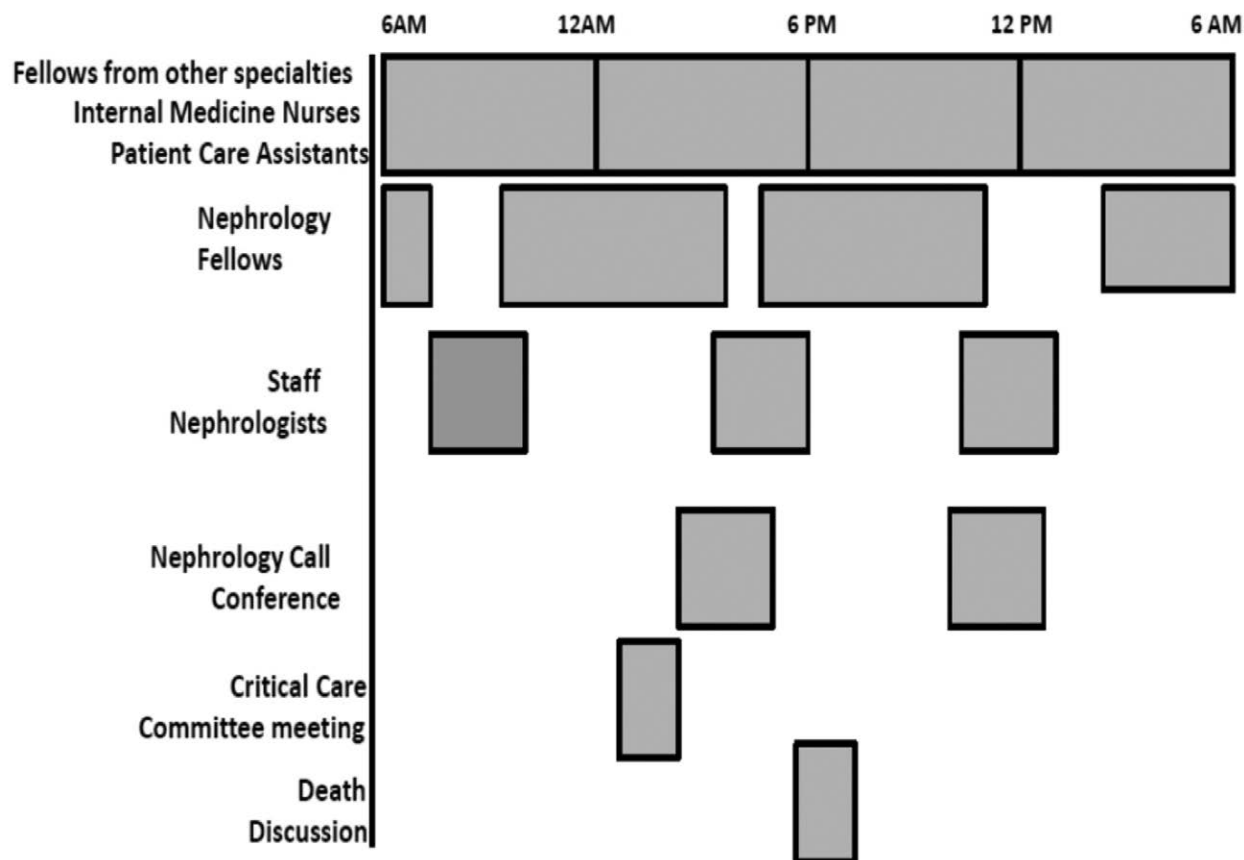 6AM 12AM 6 PM 12 PM 6 AM
Fellows from other specialties
Internal Medicine Nurses
Patient Care Assistants
Nephrology
Fellows
Staff
Nephrologists
Nephrology Call
Conference
Critical Care
Committee meeting
Death
Discussion